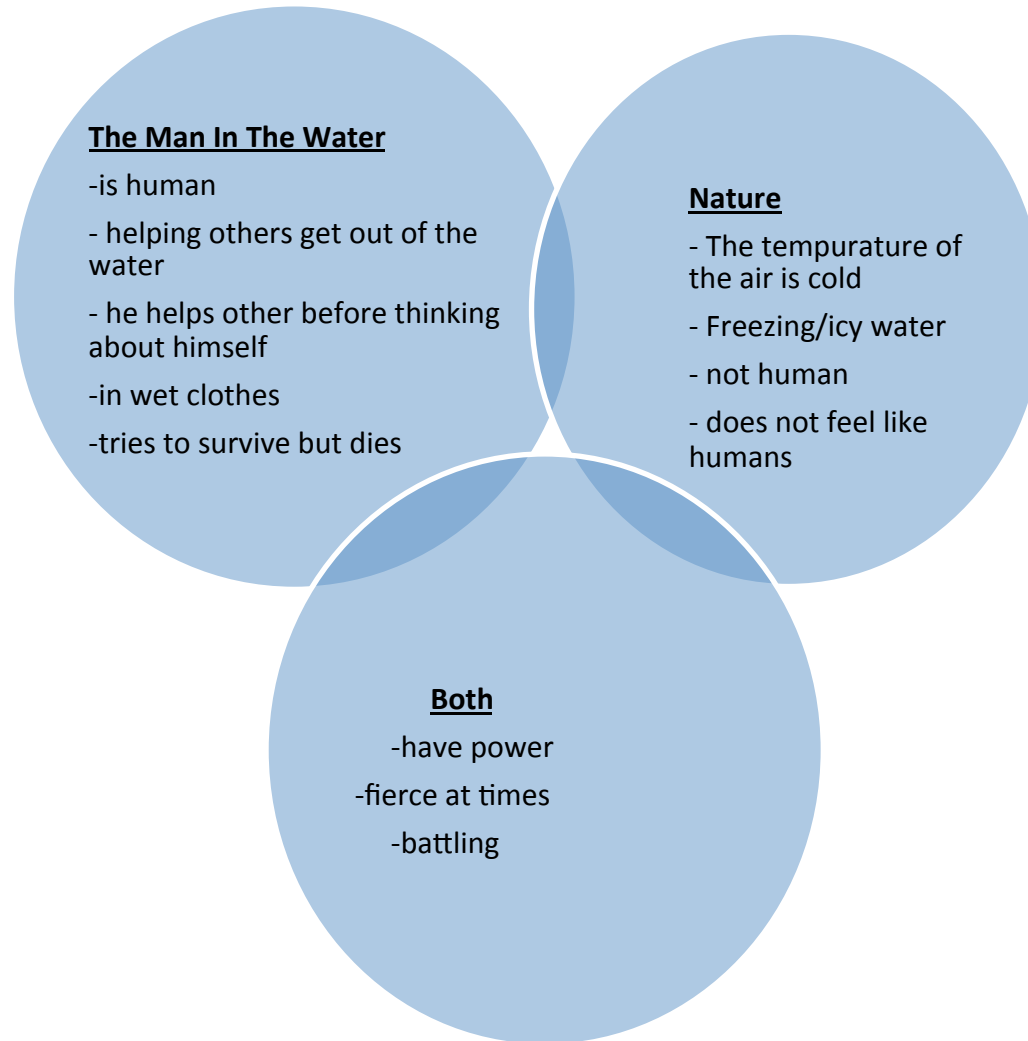 The Man In The Water
-is human
- helping others get out of the
water
- he helps other before thinking
about himself
-in wet clothes
-tries to survive but dies
Nature
- The tempurature of
the air is cold
- Freezing/icy water
- not human
- does not feel like
humans
Both
-have power
-fierce at times
-battling